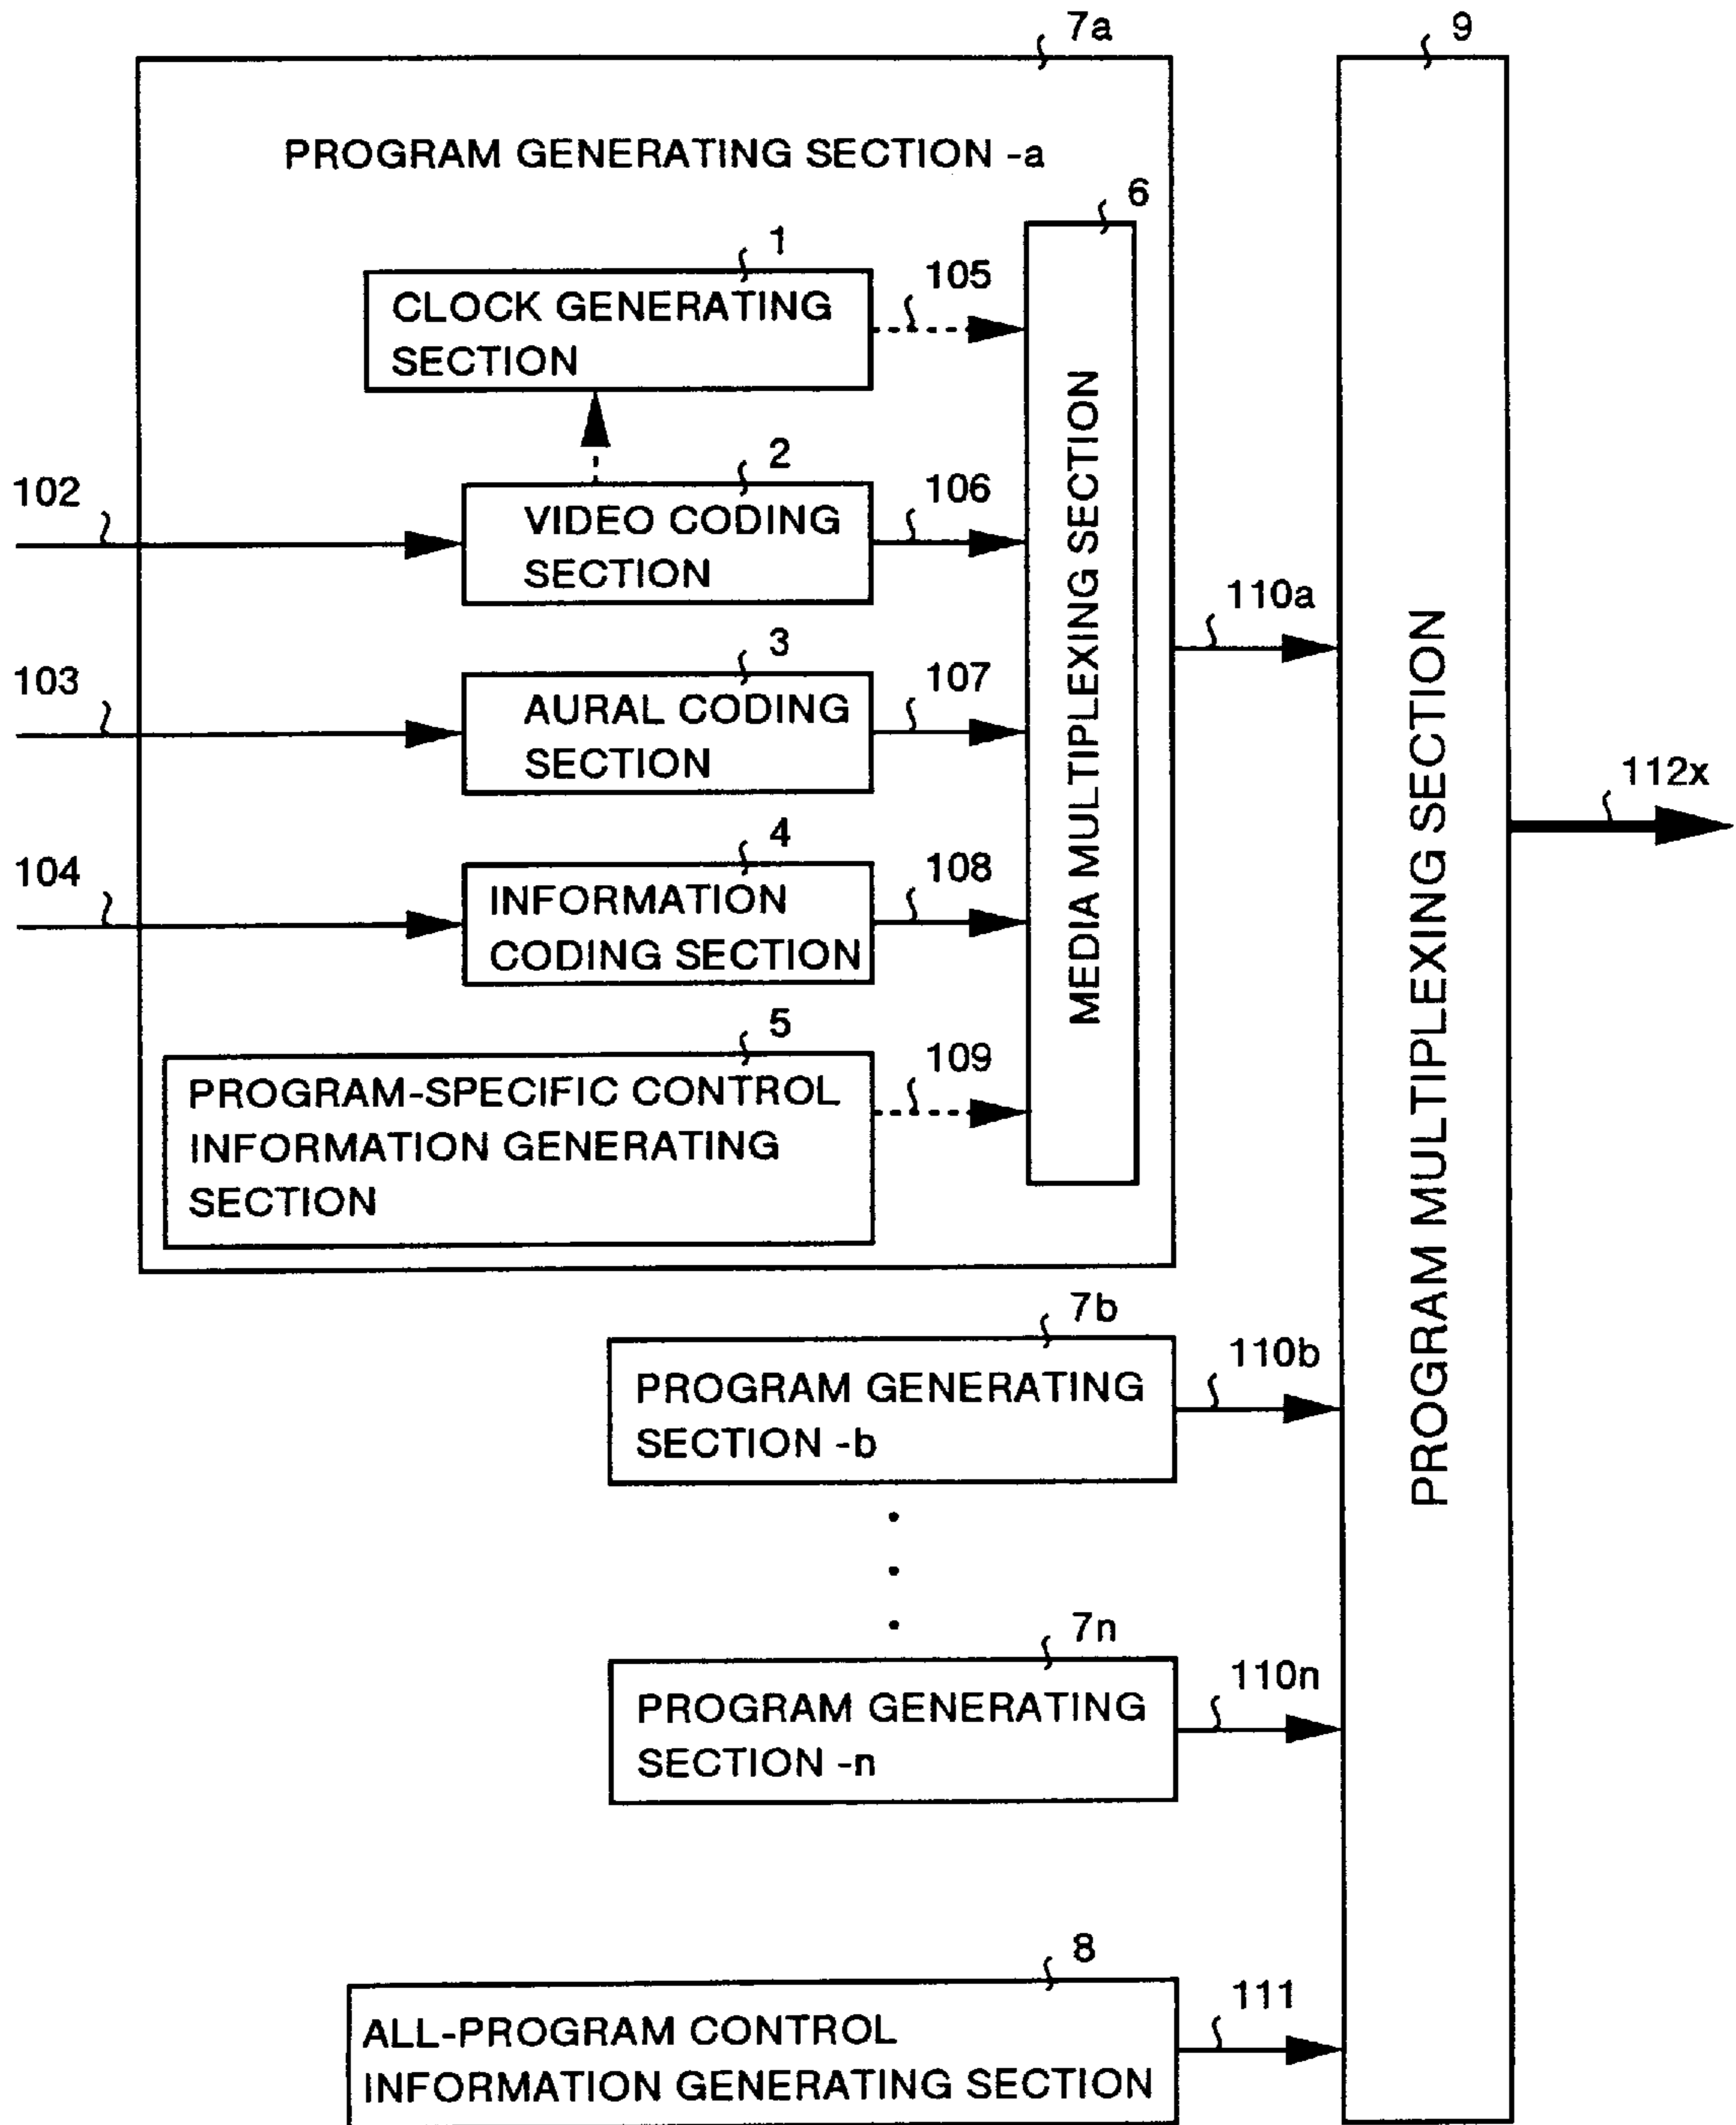 7a
9
PROGRAM GENERATING SECTION -a
6
1
CLOCK GENERATING
SECTION
105
MEDIA MULTIPLEXING SECTION
102
2
VIDEO CODING
SECTION
106
110a
103
3
AURAL CODING
SECTION
107
PROGRAM MULTIPLEXING SECTION
112x
104
4
INFORMATION
CODING SECTION
108
5
PROGRAM-SPECIFIC CONTROL
INFORMATION GENERATING
SECTION
109
7b
PROGRAM GENERATING
SECTION -b
110b
7n
PROGRAM GENERATING
SECTION -n
110n
8
ALL-PROGRAM CONTROL
INFORMATION GENERATING SECTION
111